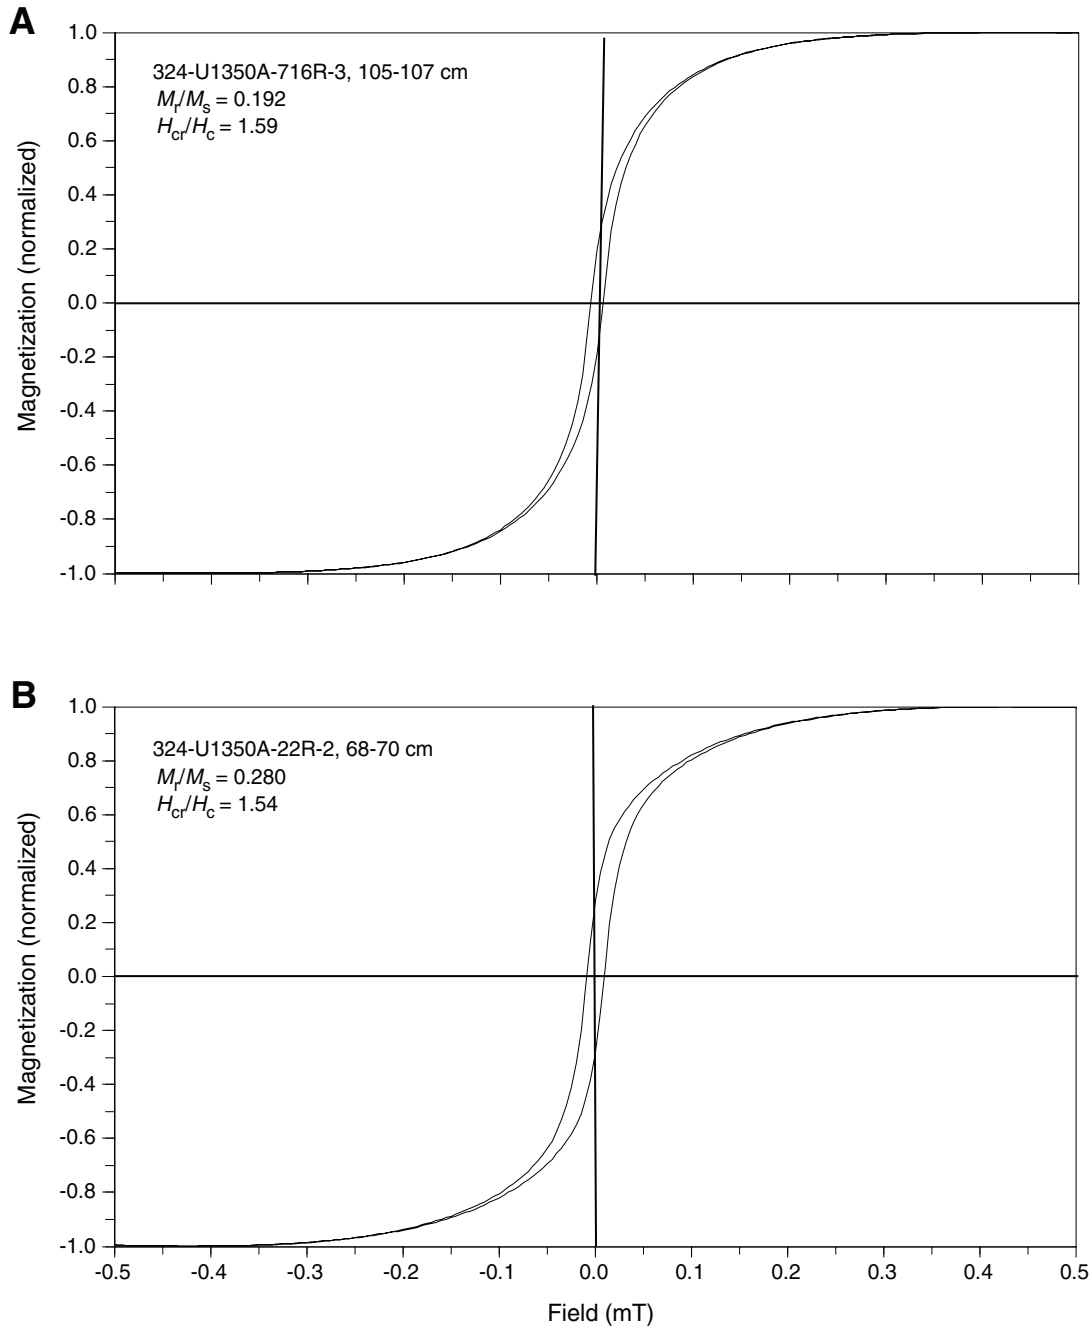 A
1.0
324-U1350A-716R-3, 105-107 cm
0.8
Mr/Ms = 0.192
Hcr/Hc = 1.59
0.6
0.4
0.2
0.0
-0.2
-0.4
-0.6
-0.8
-1.0
Magnetization (normalized)
B
1.0
324-U1350A-22R-2, 68-70 cm
0.8
Mr/Ms = 0.280
Hcr/Hc = 1.54
0.6
0.4
0.2
0.0
-0.2
-0.4
-0.6
-0.8
-1.0
Magnetization (normalized)
-0.5 -0.4 -0.3 -0.2 -0.1 0.0 0.1 0.2 0.3 0.4 0.5
Field (mT)